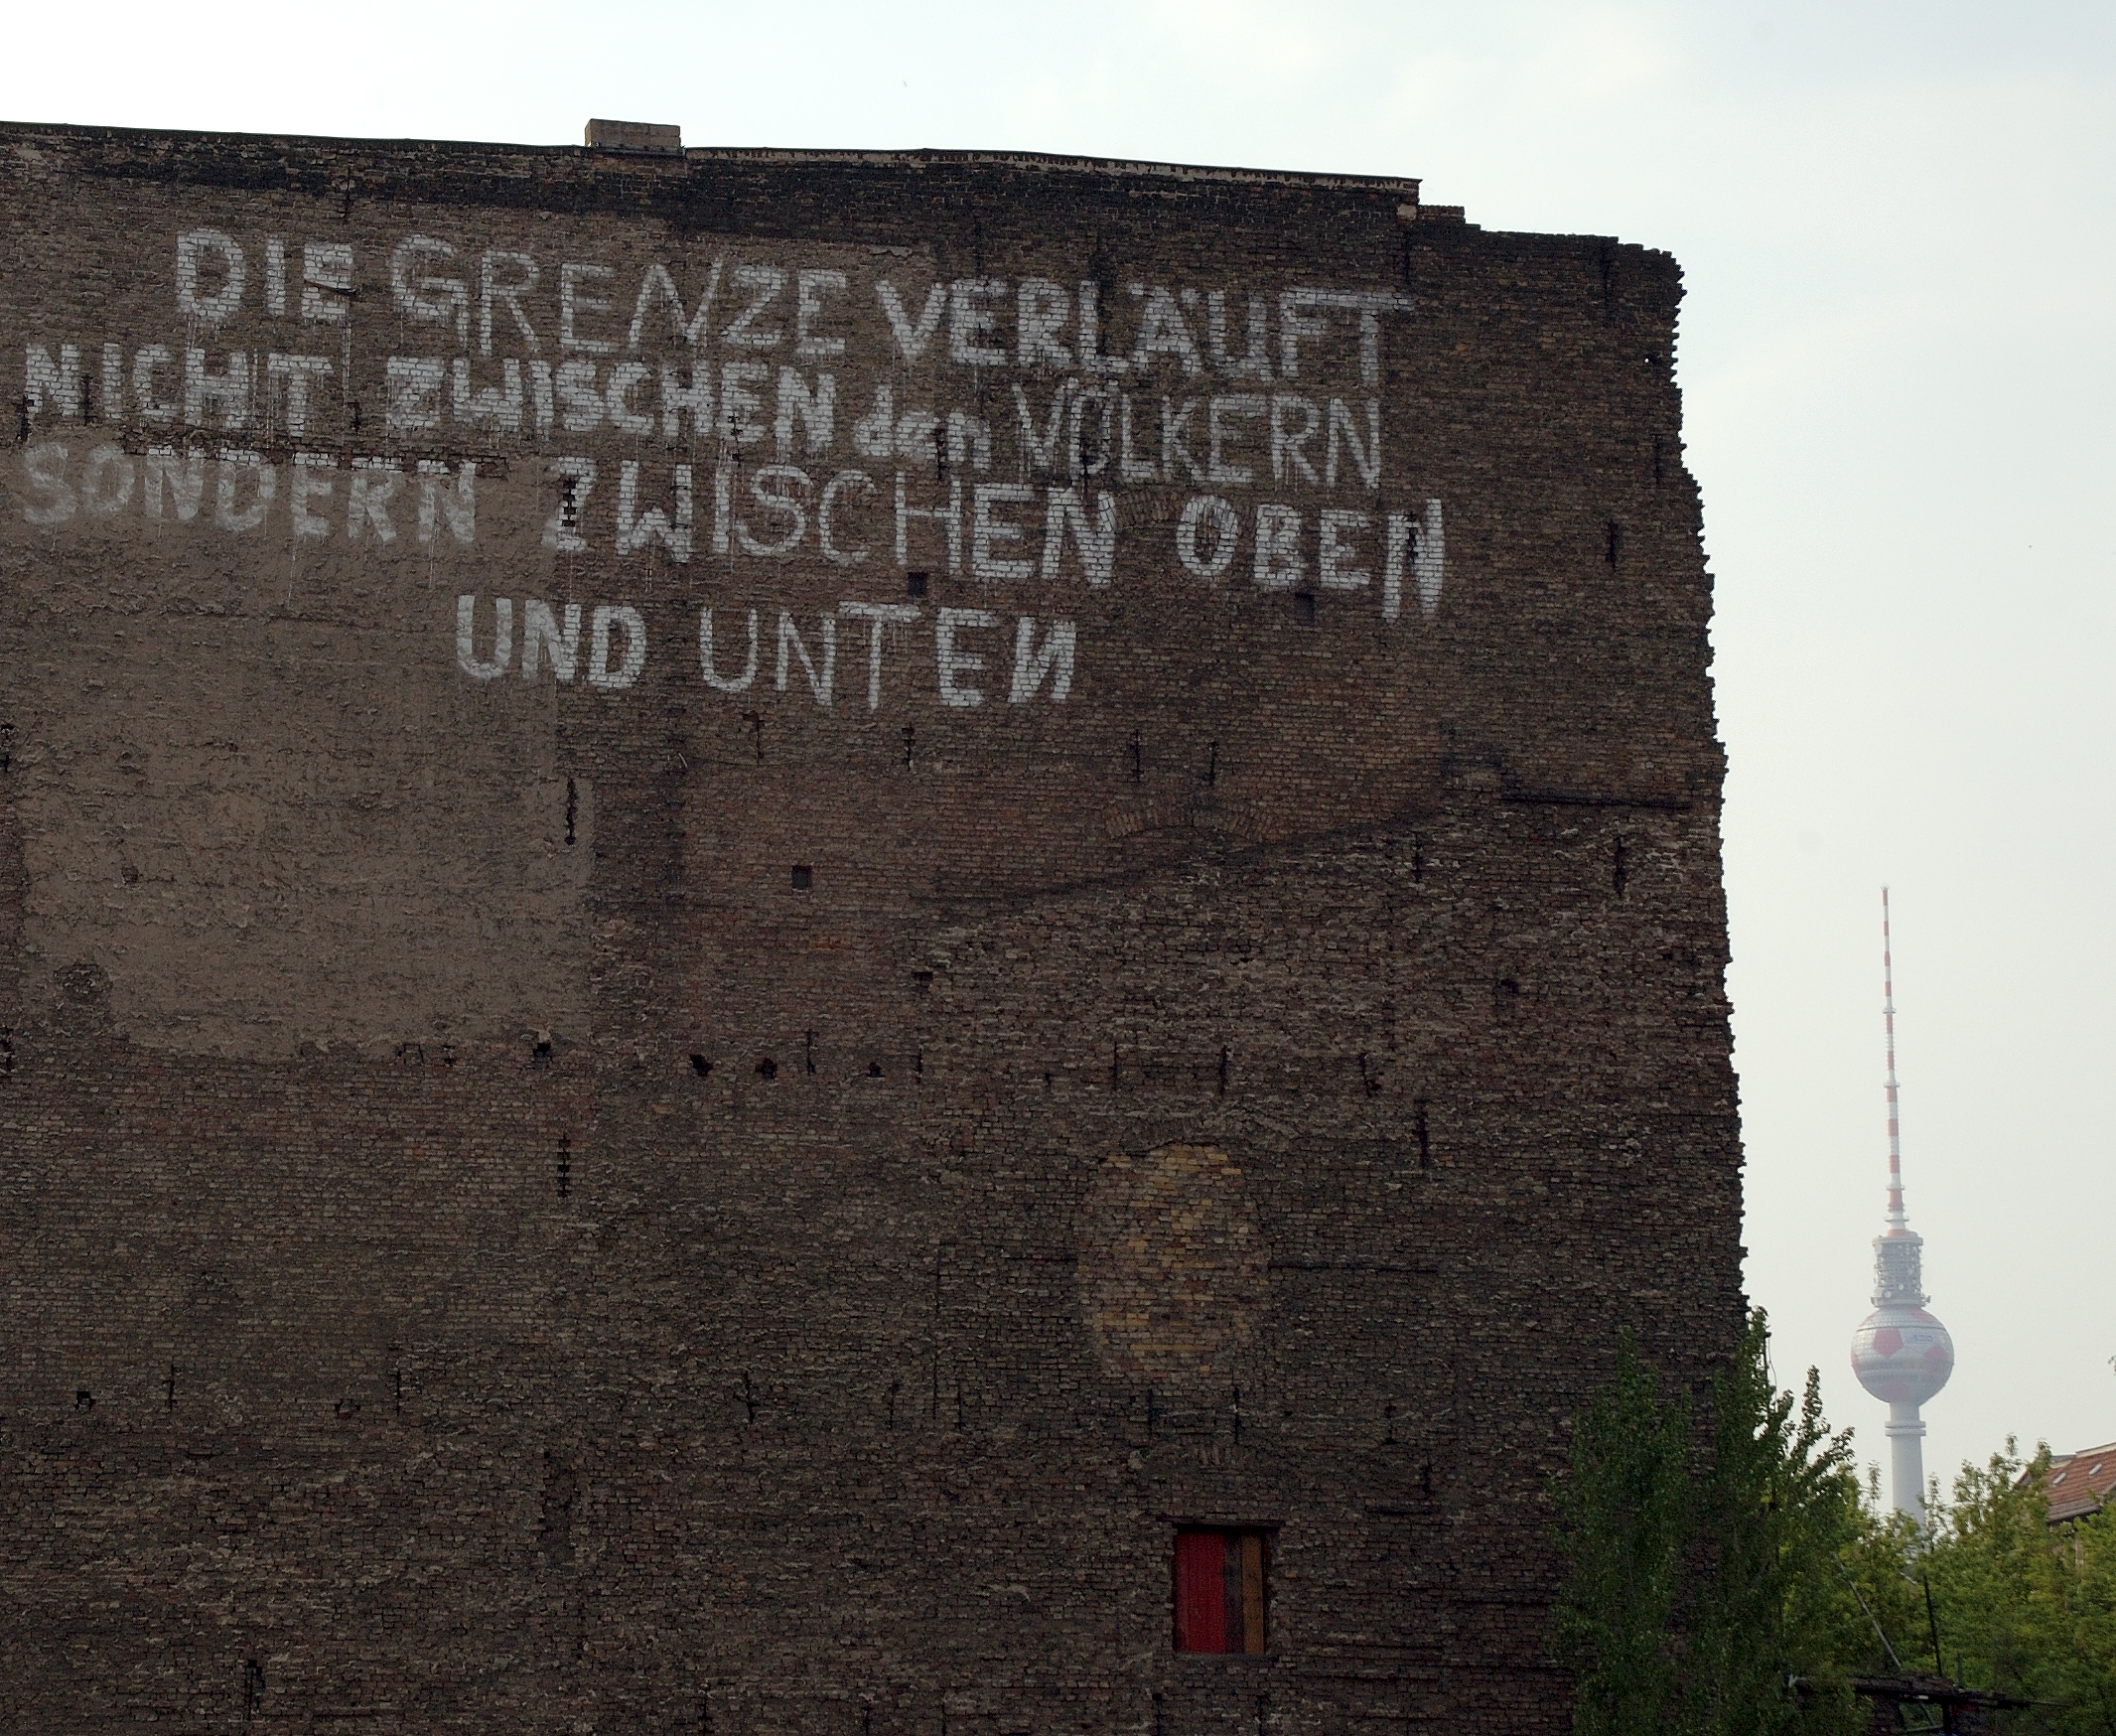 DIE GRENZE VERLÄUFT
NICHT ZWISCHEN den VÖLKERN
SONDERN ZWISCHEN OBEN
UND UNTEN